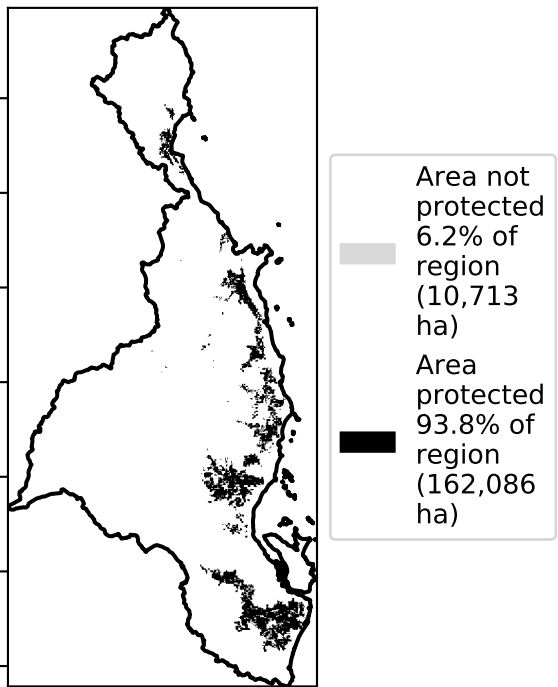 Area not
protected
6.2% of
region
(10,713
ha)
Area
protected
93.8% of
region
(162,086
ha)